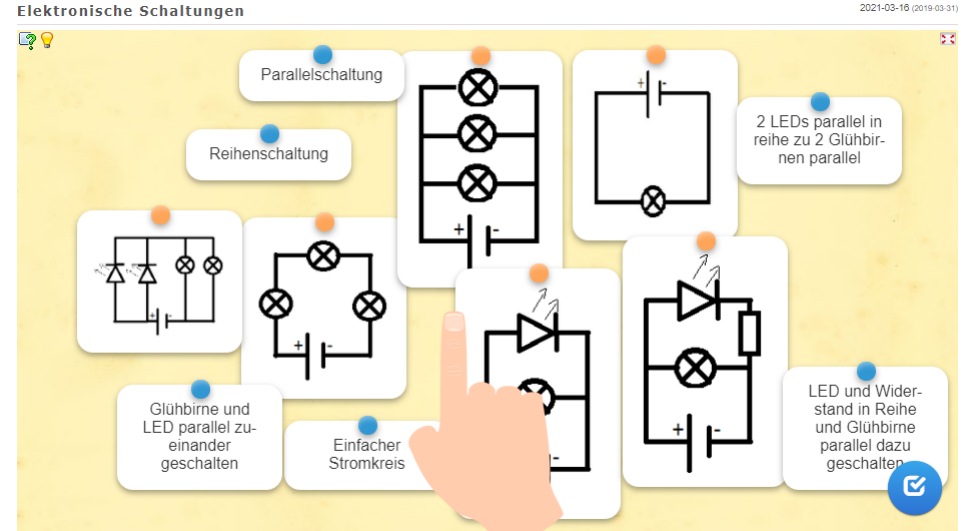 Elektronische Schaltungen
2021-03-16 (2019-03-31)
Parallelschaltung
Reihenschaltung
2 LEDs parallel in
reihe zu 2 Glühbir-
nen parallel
+ -
+ -
+ -
+ -
+ -
-
Glühbirne und
LED parallel zu-
einander
geschalten
Einfacher
Stromkreis
LED und Wider-
stand in Reihe
und Glühbirne
parallel dazu
geschalten